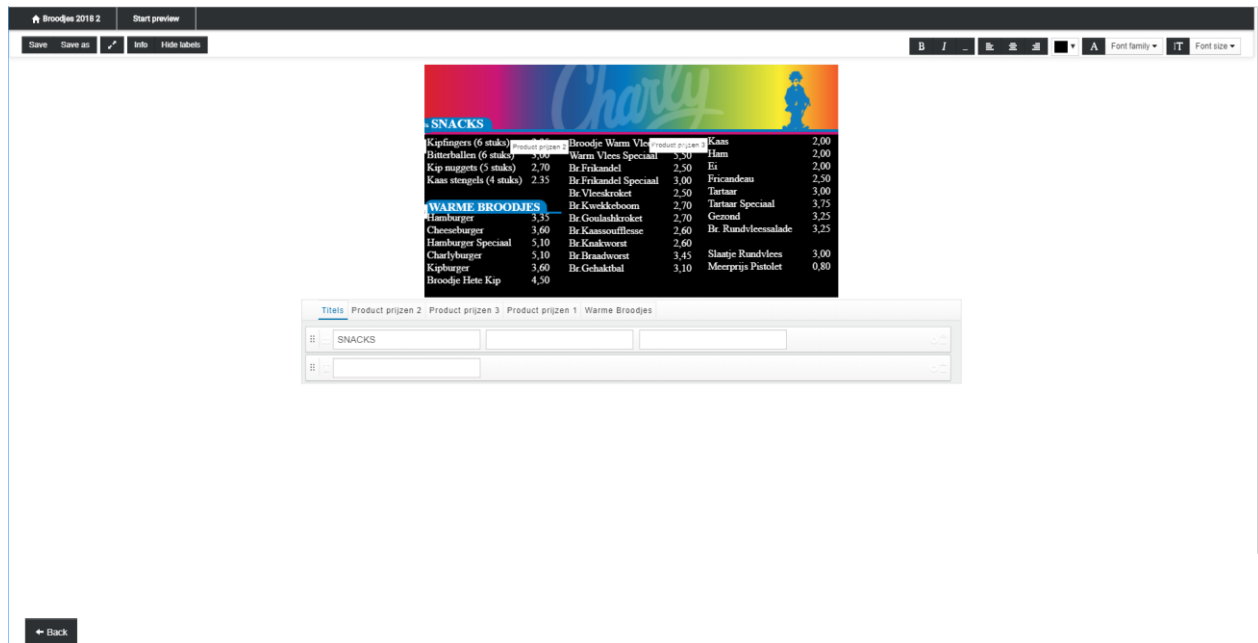 Broodjes 2018 2 Start preview
Save Save as Info Hide labels B I _ A Font family IT Font size
Charly
SNACKS
Kipfingers (6 stuks)
Bitterballen (6 stuks) 3,00
Kip nuggets (5 stuks) 2,70
Kaas stengels (4 stuks) 2.35
WARME BROODJES
Hamburger 3,35
Cheeseburger 3,60
Hamburger Speciaal 5,10
Charlyburger 5,10
Kipburger 3,60
Broodje Hete Kip 4,50
Product prijzen 2
Broodje Warm
Warm Vlees Speciaal 3,50
Br.Frikandel 2,50
Br.Frikandel Speciaal 3,00
Br.Vleeskroket 2,50
Br.Kwekkeboom 2,70
Br.Goulashkroket 2,70
Br.Kaassoufflesse 2,60
Br.Knakworst 2,60
Br.Braadworst 3,45
Br.Gehaktbal 3,10
Product prijzen 3
Kaas 2,00
Ham 2,00
Ei 2,00
Fricandeau 2,50
Tartaar 3,00
Tartaar Speciaal 3,75
Gezond 3,25
Br. Rundvleessalade 3,25
Slaatje Rundvlees 3,00
Meerprijs Pistolet 0,80
Titels Product prijzen 2 Product prijzen 3 Product prijzen 1 Warme Broodjes
SNACKS
Back